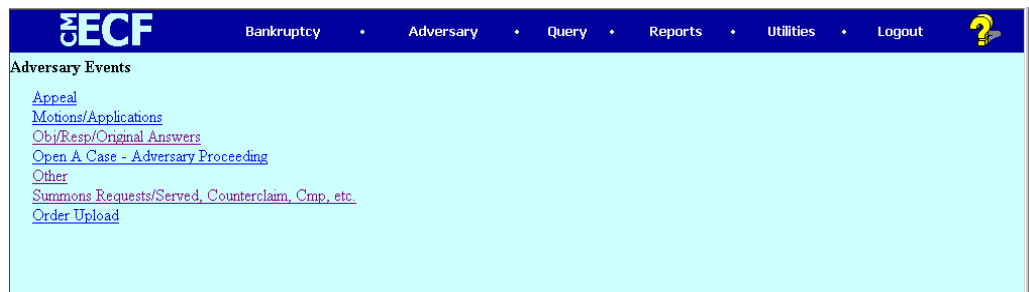 CM ECF Bankruptcy • Adversary • Query • Reports • Utilities • Logout ?
Adversary Events
Appeal
Motions/Applications
Obj/Resp/Original Answers
Open A Case - Adversary Proceeding
Other
Summons Requests/Served, Counterclaim, Cmp, etc.
Order Upload